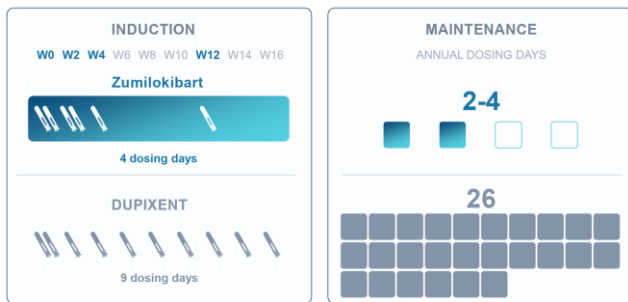 INDUCTION
W0 W2 W4 W6 W8 W10 W12 W14 W16
Zumilokibart
4 dosing days
DUPIXENT
9 dosing days
MAINTENANCE
ANNUAL DOSING DAYS
2-4
26